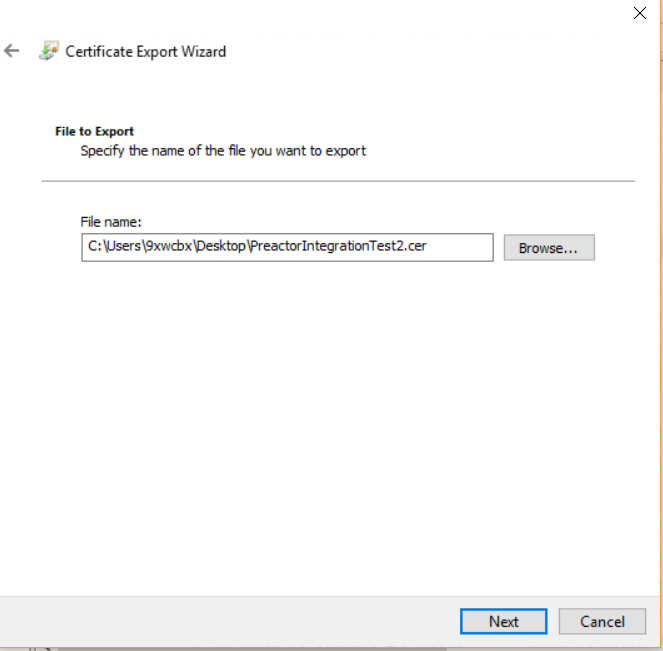 Certificate Export Wizard
File to Export
Specify the name of the file you want to export
File name:
C:\Users\9xwcbx\Desktop\PreactorIntegrationTest2.cer
Browse...
Next
Cancel